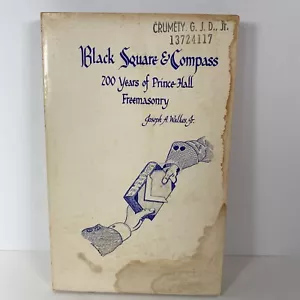 CRUMETY. G. J. D., Jr.
13724117
Black Square & Compass
200 Years of Prince Hall
Freemasonry
Joseph A. Walkes, Jr.